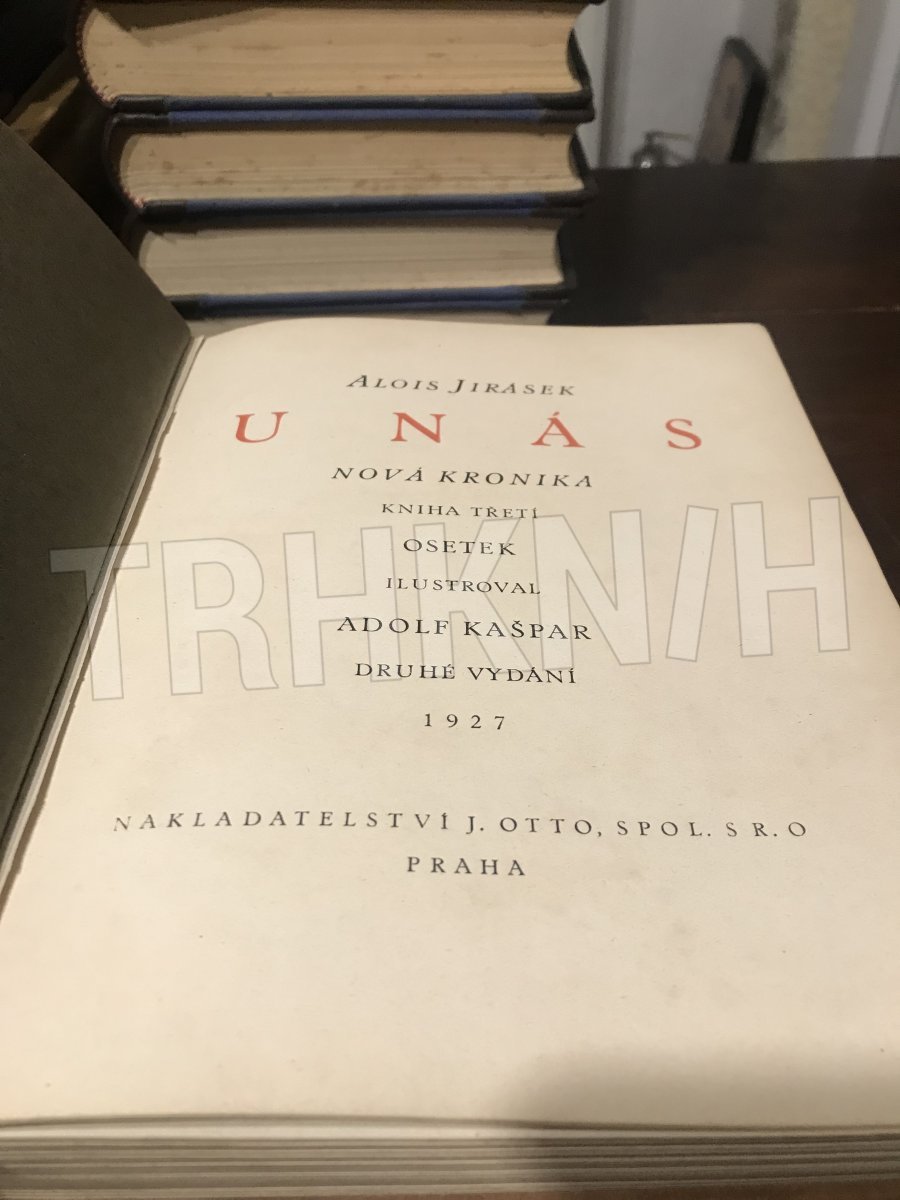 ALOIS JIRÁSEK
U NÁS
NOVÁ KRONIKA
KNIHA TŘETÍ
OSETEK
ILUSTROVAL
ADOLF KAŠPAR
DRUHÉ VYDÁNÍ
1927
NAKLADATELSTVÍ J. OTTO, SPOL. S R. O
PRAHA
TRHKNIH